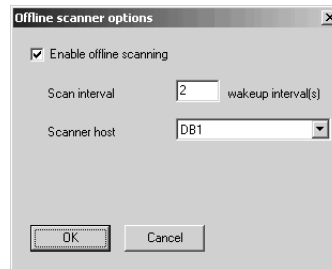 Offline scanner options
Enable offline scanning
Scan interval 2 wakeup interval(s)
Scanner host DB1
OK Cancel